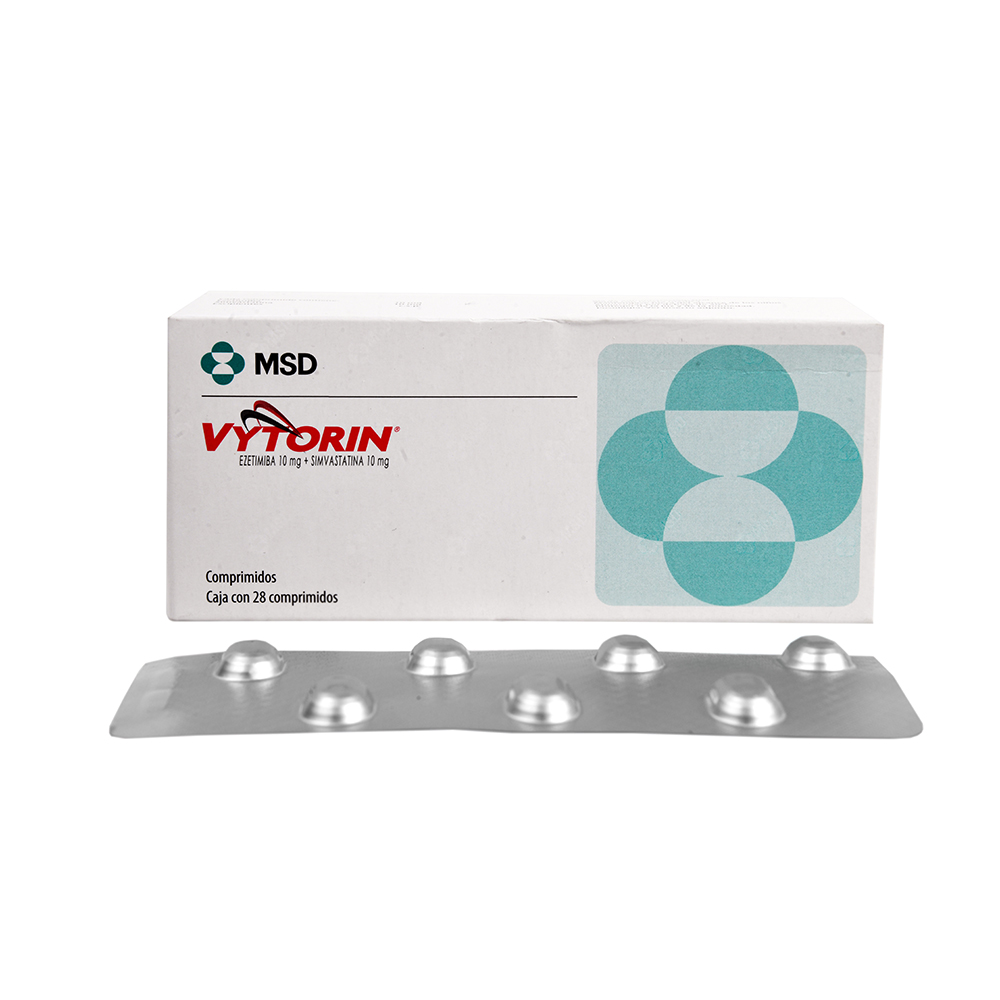 MSD
VYTORIN®
EZETIMIBA 10 mg + SIMVASTATINA 10 mg
Comprimidos
Caja con 28 comprimidos